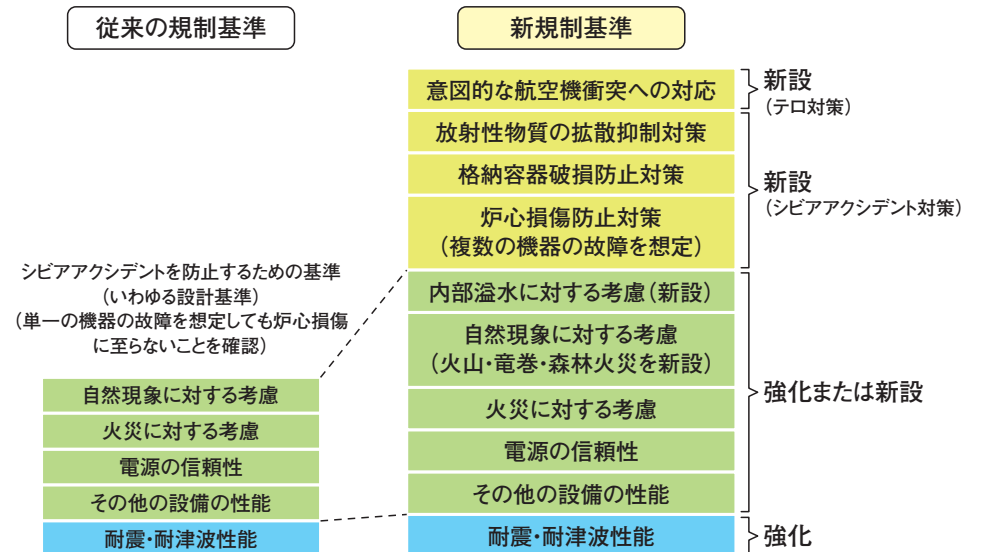 従来の規制基準
シビアアクシデントを防止するための基準
（いわゆる設計基準）
（単一の機器の故障を想定しても炉心損傷
に至らないことを確認）
自然現象に対する考慮
火災に対する考慮
電源の信頼性
その他の設備の性能
耐震・耐津波性能
新規制基準
意図的な航空機衝突への対応
放射性物質の拡散抑制対策
格納容器破損防止対策
炉心損傷防止対策
（複数の機器の故障を想定）
内部溢水に対する考慮（新設）
自然現象に対する考慮
（火山・竜巻・森林火災を新設）
火災に対する考慮
電源の信頼性
その他の設備の性能
耐震・耐津波性能
新設
（テロ対策）
新設
（シビアアクシデント対策）
強化または新設
強化